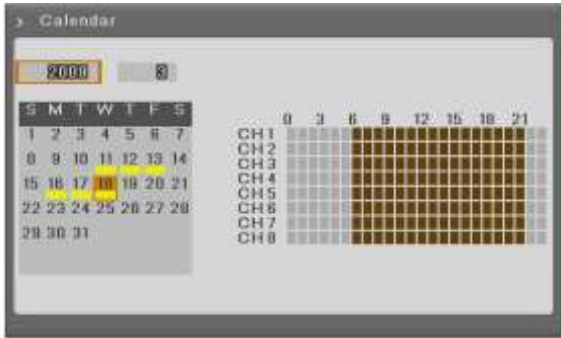 > Calendar
S M T W T F S
1 2 3 4 5 6 7
8 9 10 11 12 13 14
15 16 17 18 19 20 21
22 23 24 25 26 27 28
29 30 31
0 3 6 9 12 15 18 21
CH1
CH2
CH3
CH4
CH5
CH6
CH7
CH8